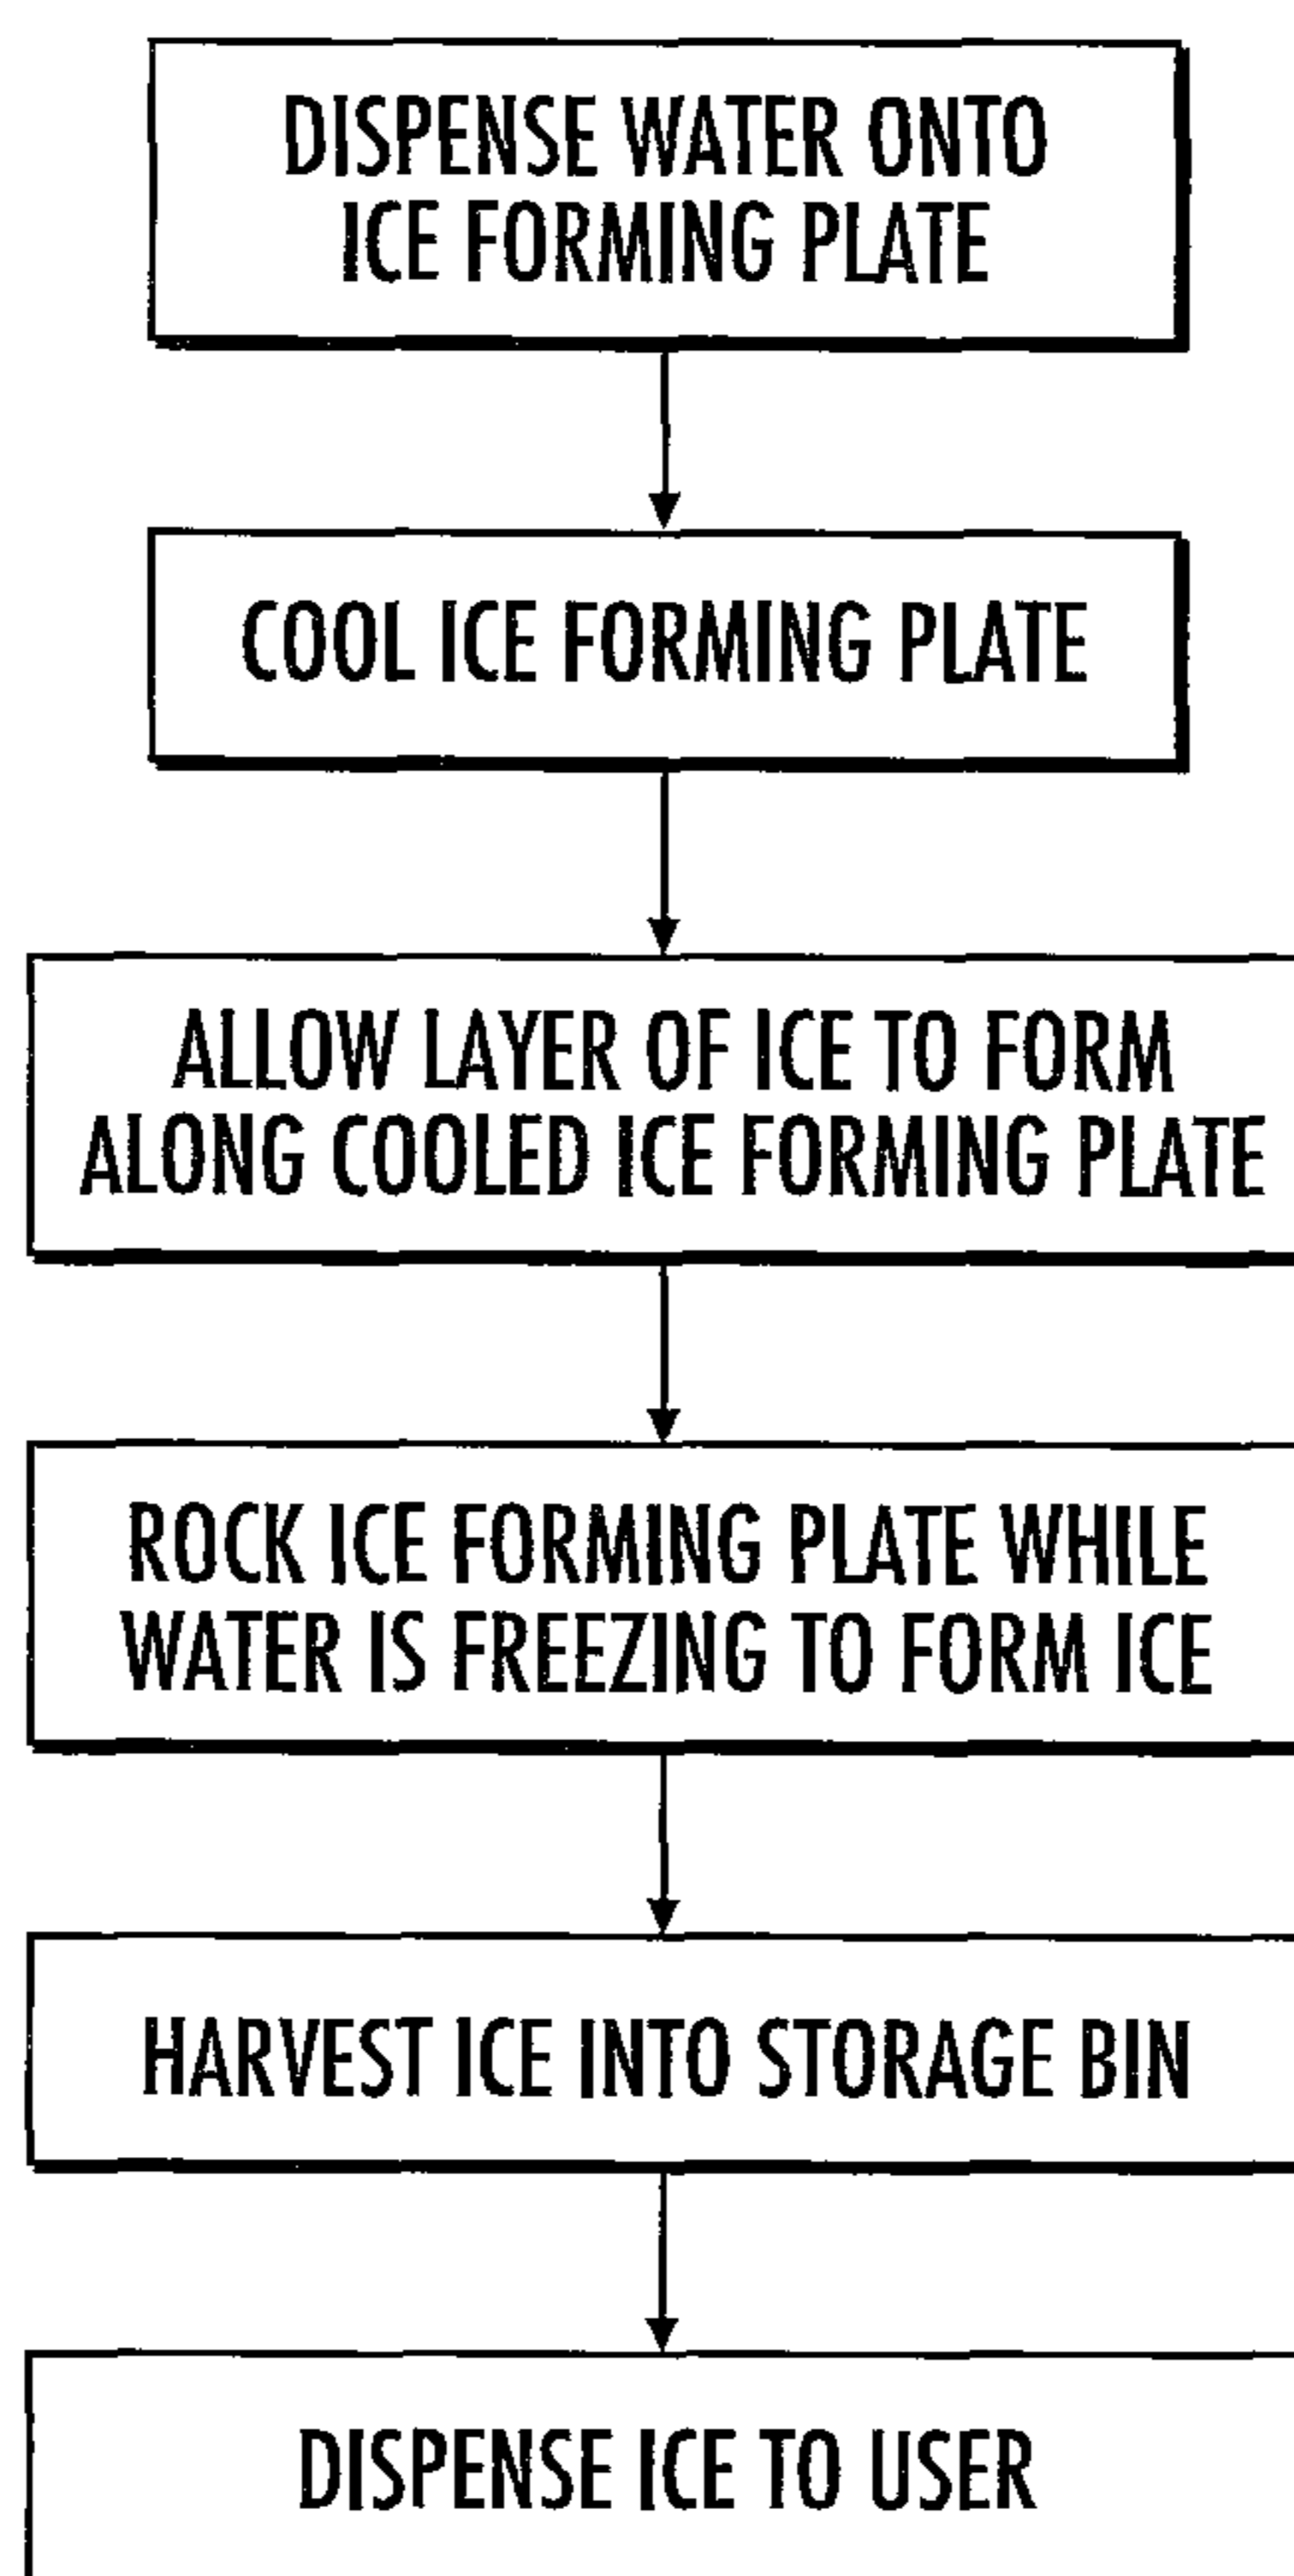 DISPENSE WATER ONTO
ICE FORMING PLATE
COOL ICE FORMING PLATE
ALLOW LAYER OF ICE TO FORM
ALONG COOLED ICE FORMING PLATE
ROCK ICE FORMING PLATE WHILE
WATER IS FREEZING TO FORM ICE
HARVEST ICE INTO STORAGE BIN
DISPENSE ICE TO USER